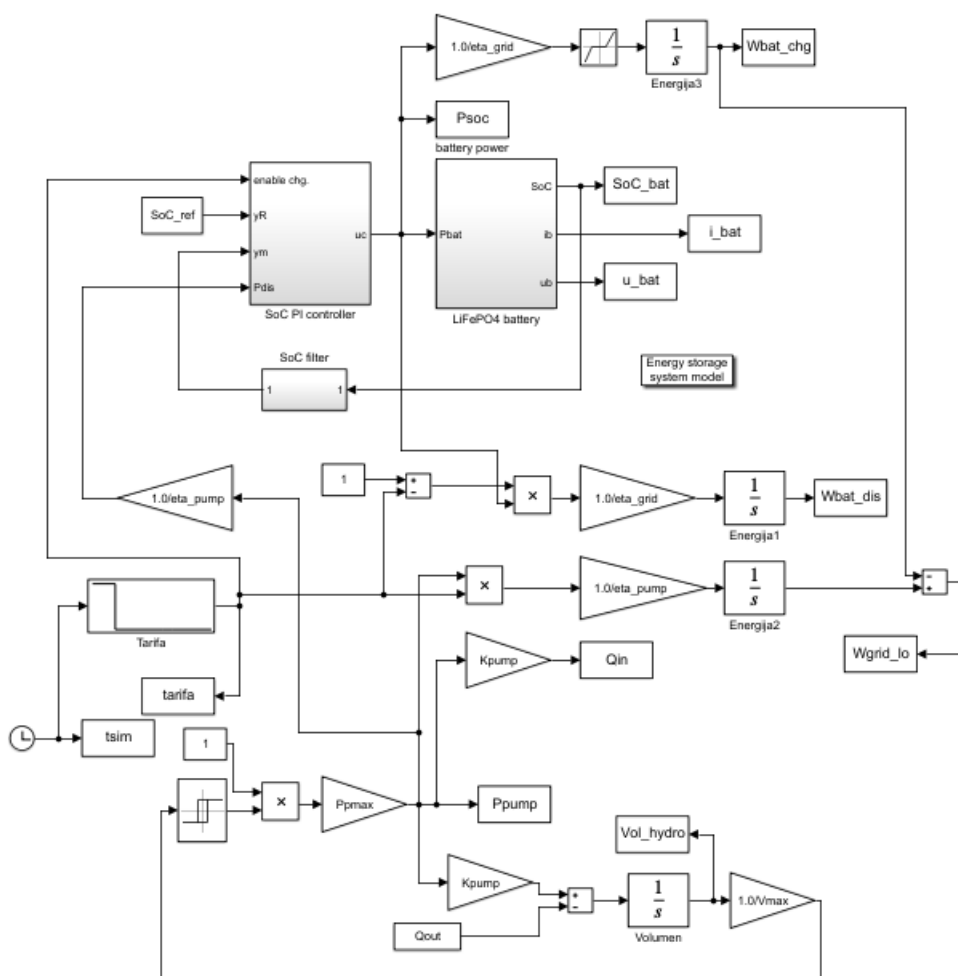 1.0/eta_grid
1
s
Energija3
Wbat_chg
Psoc
battery power
enable chg.
SoC_ref
yR
ym
Pdis
uc
SoC PI controller
Pbat
SoC
ib
ub
LiFePO4 battery
SoC_bat
i_bat
u_bat
SoC filter
1
1
Energy storage
system model
1.0/eta_pump
1
+
−
×
1.0/eta_grid
1
s
Energija1
Wbat_dis
Tarifa
×
1.0/eta_pump
1
s
Energija2
−
+
Wgrid_lo
Kpump
Qin
tarifa
tsim
1
×
Ppmax
Ppump
Vol_hydro
Kpump
+
−
Qout
1
s
Volumen
1.0/Vmax